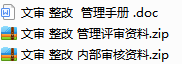 文审 整改  管理手册 .doc
文审 整改 管理评审资料.zip
文审 整改 内部审核资料.zip